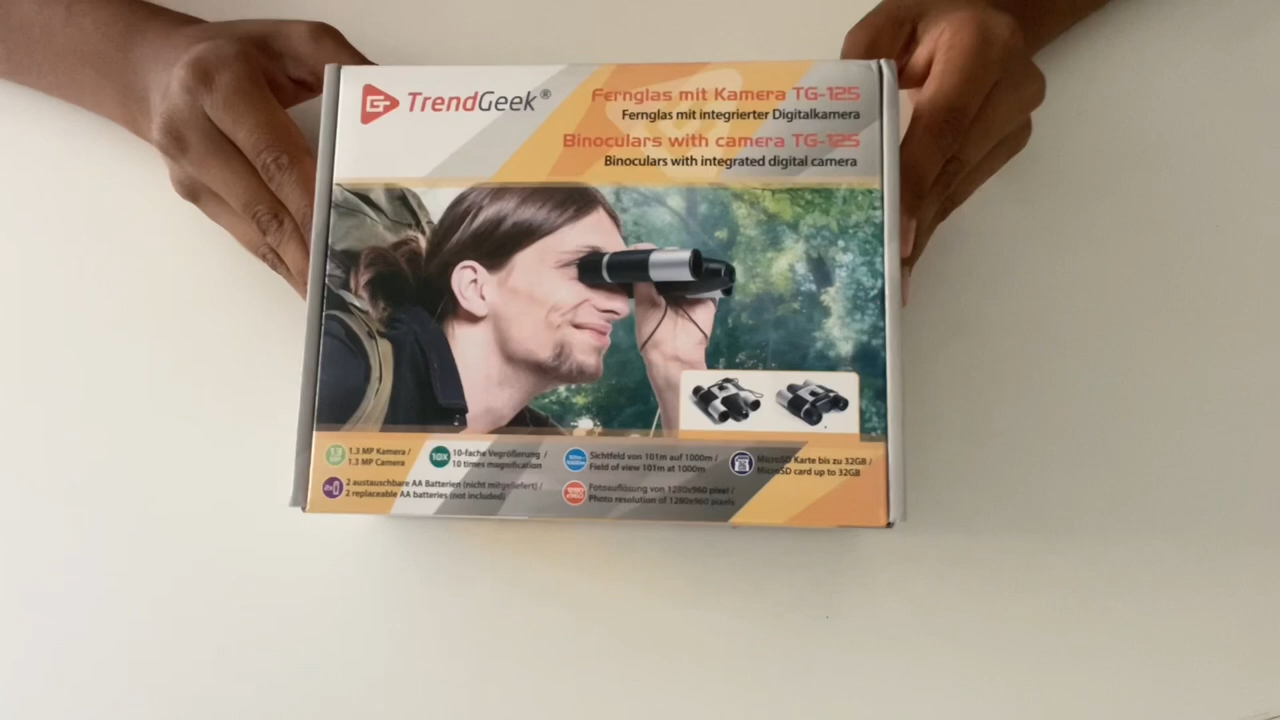 TrendGeek®
Fernglas mit Kamera TG-125
Fernglas mit integrierter Digitalkamera
Binoculars with camera TG-125
Binoculars with integrated digital camera
1.3 MP Kamera /
1.3 MP Camera
10X
10-fache Vegrößerung /
10 times magnification
Sichtfeld von 101m auf 1000m /
Field of view 101m at 1000m
MicroSD Karte bis zu 32GB /
MicroSD card up to 32GB
2x
2 austauschbare AA Batterien (nicht mitgeliefert) /
2 replaceable AA batteries (not included)
Fotoauflösung von 1280x960 pixel /
Photo resolution of 1280x960 pixels